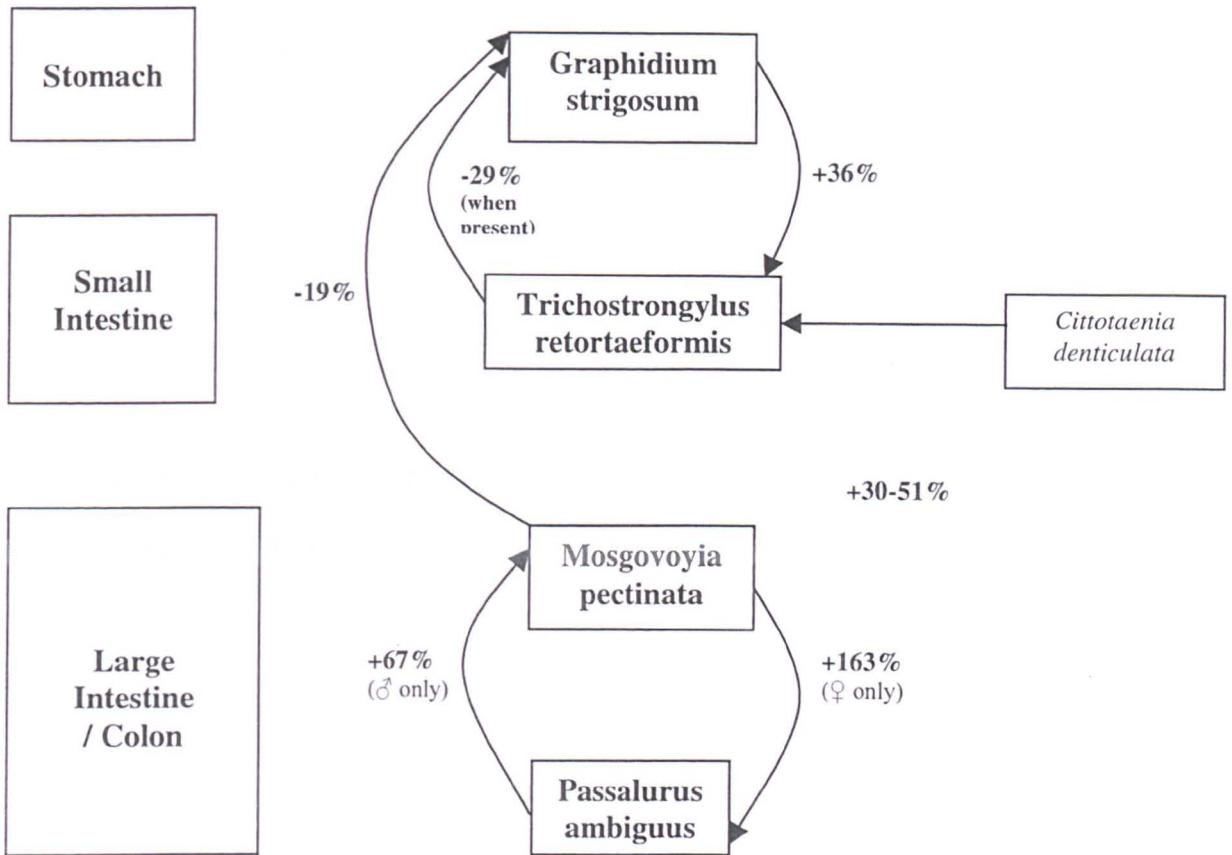 Stomach
Graphidium
strigosum
-29%
(when
present)
+36%
Small
Intestine
-19%
Trichostrongylus
retortaeformis
Cittotaenia
denticulata
+30-51%
Mosgovoyia
pectinata
Large
Intestine
/ Colon
+67%
(♂ only)
+163%
(♀ only)
Passalurus
ambiguus